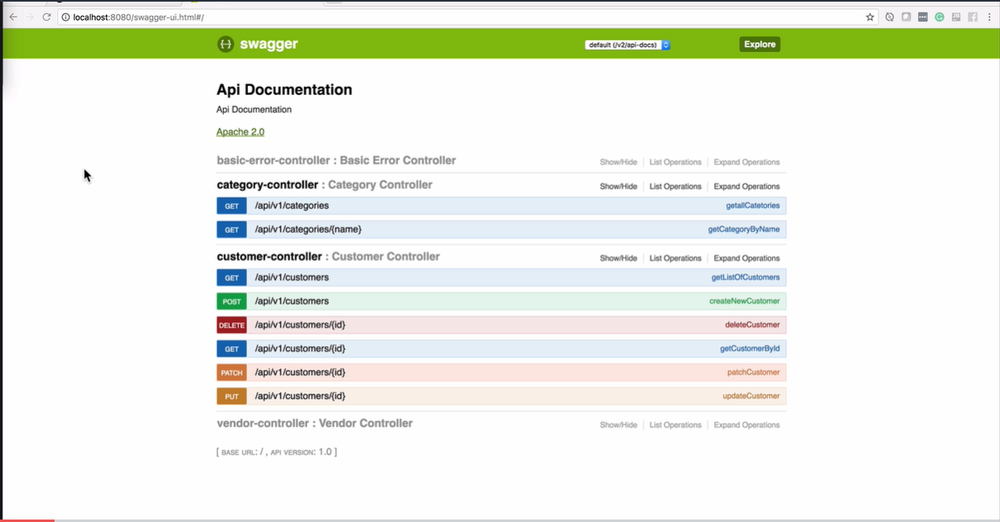 localhost:8080/swagger-ui.html#/
{··} swagger default (/v2/api-docs) Explore
Api Documentation
Api Documentation
Apache 2.0
basic-error-controller : Basic Error Controller Show/Hide List Operations Expand Operations
category-controller : Category Controller Show/Hide List Operations Expand Operations
GET /api/v1/categories getallCatetories
GET /api/v1/categories/{name} getCategoryByName
customer-controller : Customer Controller Show/Hide List Operations Expand Operations
GET /api/v1/customers getListOfCustomers
POST /api/v1/customers createNewCustomer
DELETE /api/v1/customers/{id} deleteCustomer
GET /api/v1/customers/{id} getCustomerById
PATCH /api/v1/customers/{id} patchCustomer
PUT /api/v1/customers/{id} updateCustomer
vendor-controller : Vendor Controller Show/Hide List Operations Expand Operations
[ BASE URL: / , API VERSION: 1.0 ]